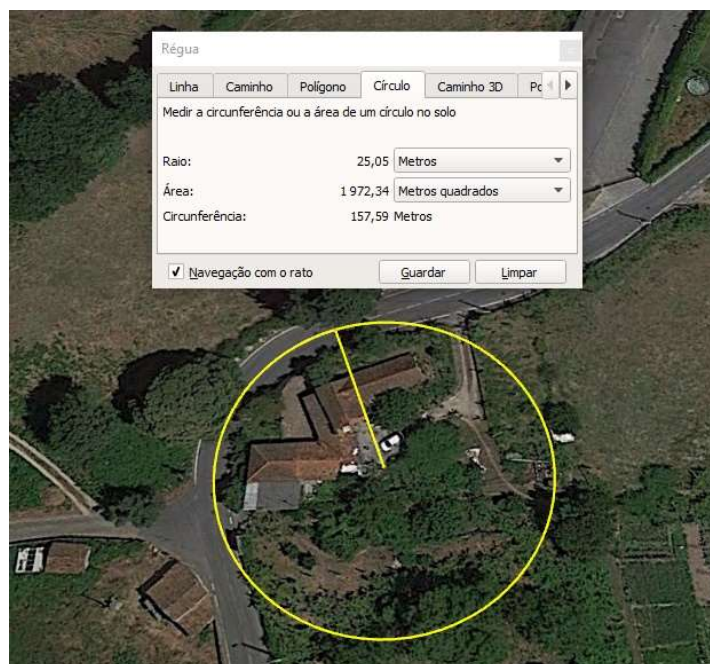 Régua
Linha Caminho Polígono Círculo Caminho 3D Po
Medir a circunferência ou a área de um círculo no solo
Raio: 25,05 Metros
Área: 1 972,34 Metros quadrados
Circunferência: 157,59 Metros
Navegação com o rato Guardar Limpar